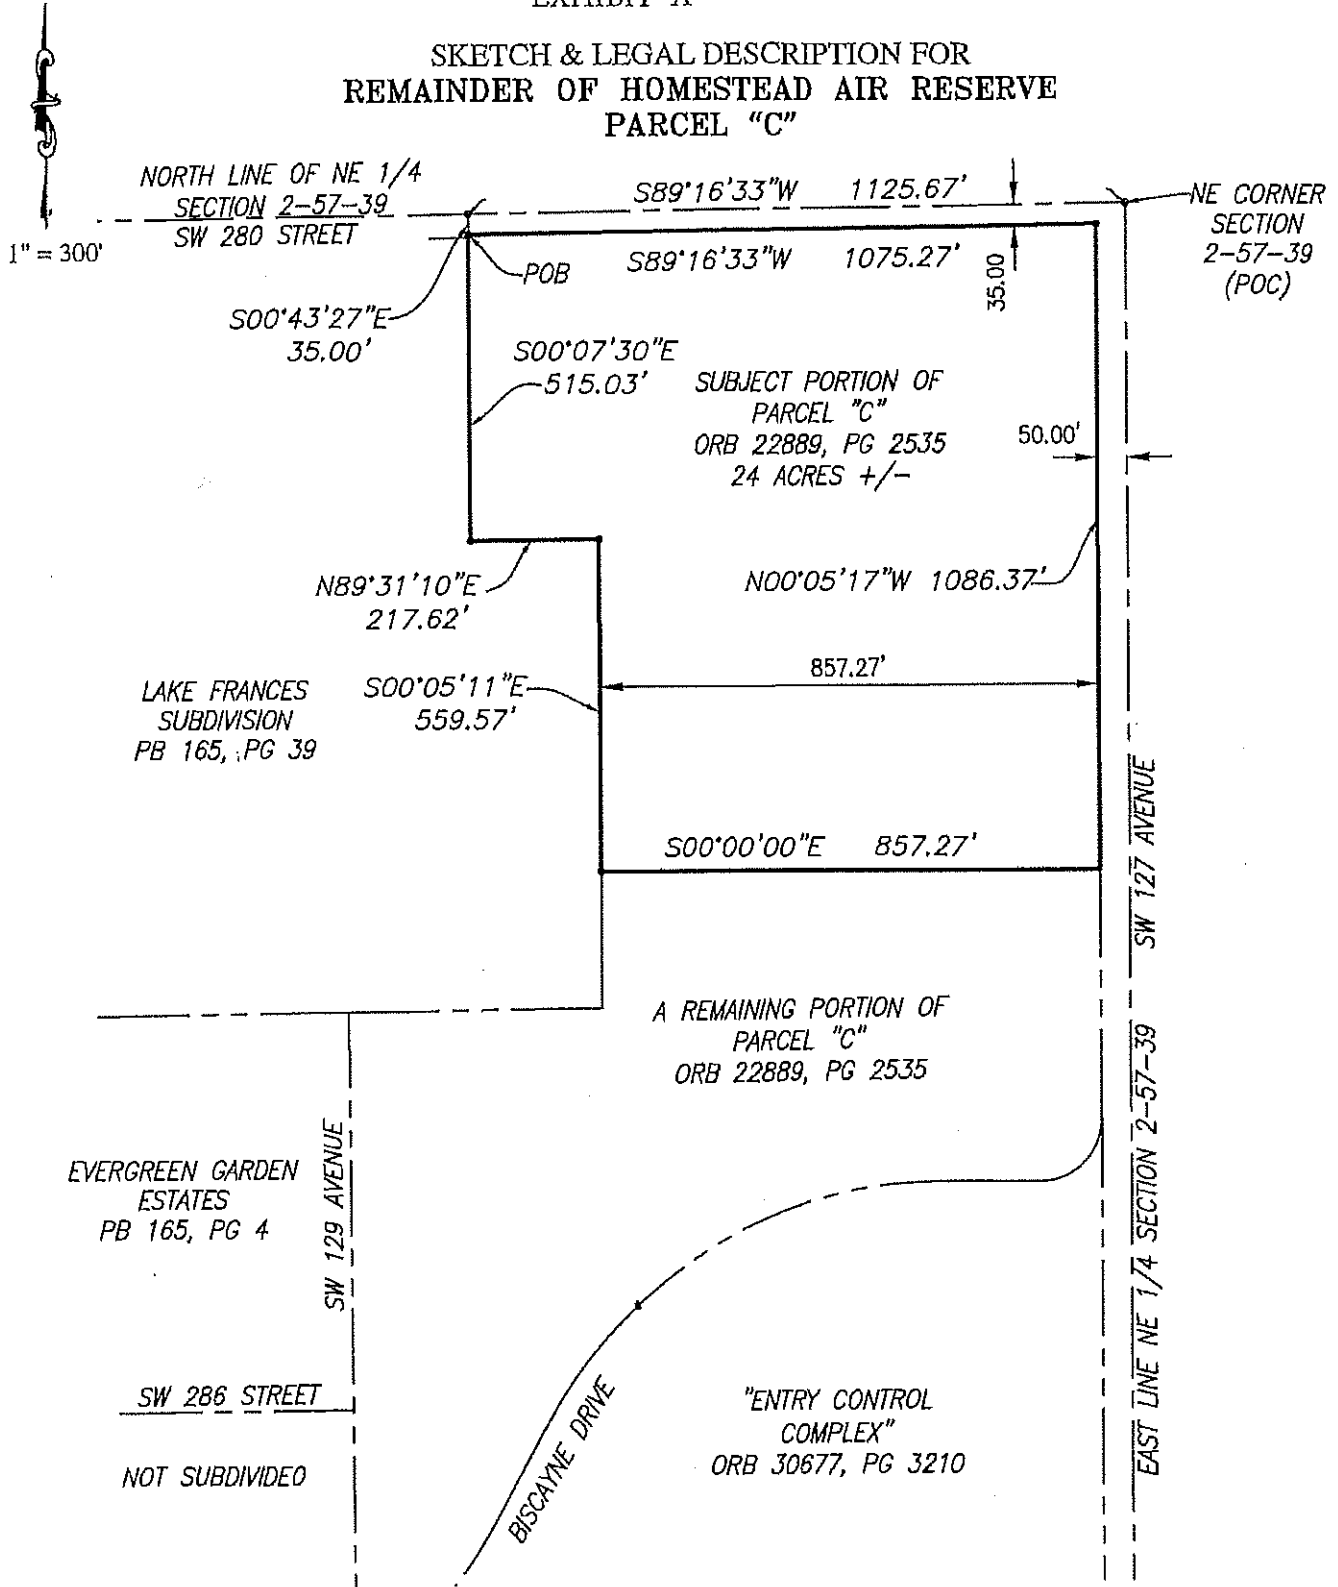 EXHIBIT "A"
SKETCH & LEGAL DESCRIPTION FOR
REMAINDER OF HOMESTEAD AIR RESERVE
PARCEL "C"
1" = 300'
NORTH LINE OF NE 1/4
SECTION 2-57-39
SW 280 STREET
S89°16'33"W 1125.67'
NE CORNER
SECTION
2-57-39
(POC)
S89°16'33"W 1075.27'
35.00
POB
S00°43'27"E
35.00'
S00°07'30"E
515.03'
SUBJECT PORTION OF
PARCEL "C"
ORB 22889, PG 2535
24 ACRES +/-
50.00'
N89°31'10"E
217.62'
N00°05'17"W 1086.37'
857.27'
LAKE FRANCES
SUBDIVISION
PB 165, PG 39
S00°05'11"E
559.57'
S00°00'00"E 857.27'
SW 127 AVENUE
A REMAINING PORTION OF
PARCEL "C"
ORB 22889, PG 2535
EAST LINE NE 1/4 SECTION 2-57-39
EVERGREEN GARDEN
ESTATES
PB 165, PG 4
SW 129 AVENUE
SW 286 STREET
NOT SUBDIVIDED
BISCAYNE DRIVE
"ENTRY CONTROL
COMPLEX"
ORB 30677, PG 3210